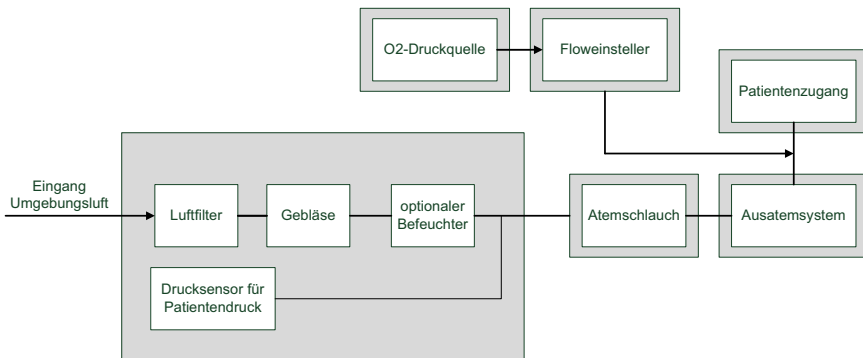 O2-Druckquelle
Floweinsteller
Patientenzugang
Eingang
Umgebungsluft
Luftfilter
Gebläse
optionaler
Befeuchter
Atemschlauch
Ausatemsystem
Drucksensor für
Patientendruck